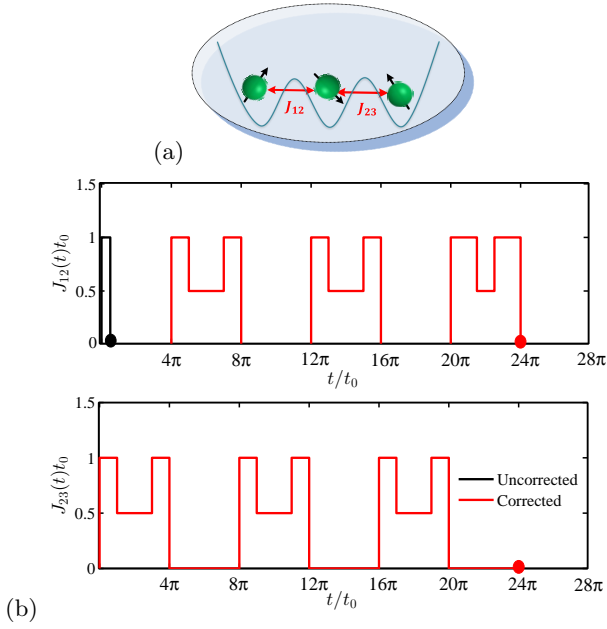 J₁₂ J₂₃
(a)
1.5
1
0.5
0
J₁₂(t)t₀
4π 8π 12π 16π 20π 24π 28π
t/t₀
1.5
1
0.5
0
J₂₃(t)t₀
Uncorrected
Corrected
4π 8π 12π 16π 20π 24π 28π
t/t₀
(b)